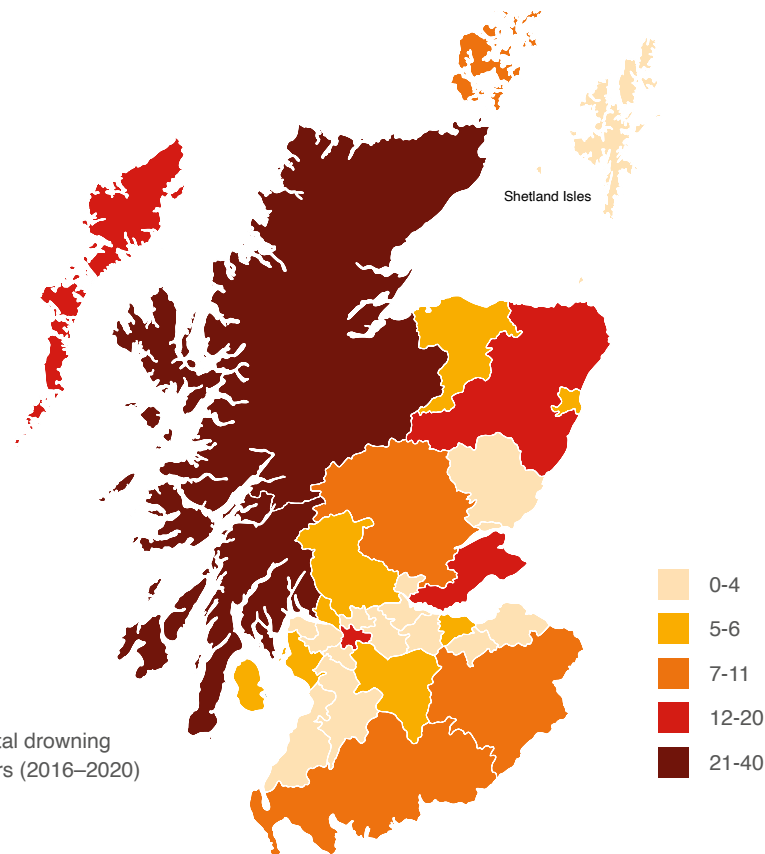 Shetland Isles
0-4
5-6
7-11
12-20
21-40
tal drowning
rs (2016–2020)